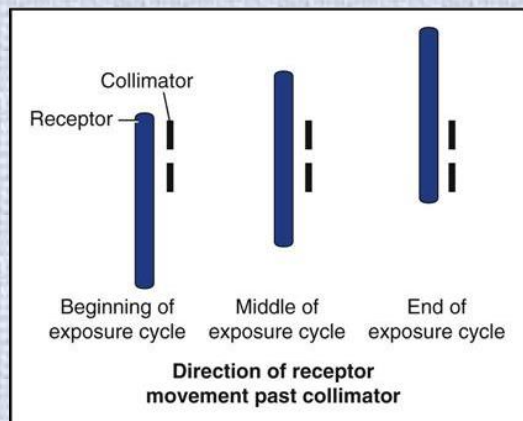 Collimator
Receptor
Beginning of
exposure cycle
Middle of
exposure cycle
End of
exposure cycle
Direction of receptor
movement past collimator